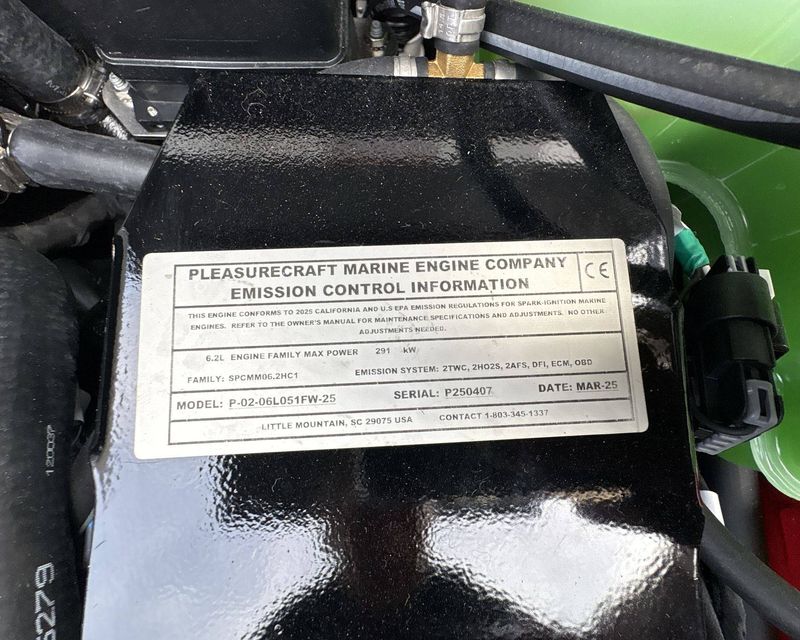 PLEASURECRAFT MARINE ENGINE COMPANY
EMISSION CONTROL INFORMATION
CE
THIS ENGINE CONFORMS TO 2025 CALIFORNIA AND U.S EPA EMISSION REGULATIONS FOR SPARK-IGNITION MARINE
ENGINES. REFER TO THE OWNER'S MANUAL FOR MAINTENANCE SPECIFICATIONS AND ADJUSTMENTS. NO OTHER
ADJUSTMENTS NEEDED.
6.2L ENGINE FAMILY MAX POWER 291 kW
FAMILY: SPCMM06.2HC1 EMISSION SYSTEM: 2TWC, 2HO2S, 2AFS, DFI, ECM, OBD
MODEL: P-02-06L051FW-25 SERIAL: P250407 DATE: MAR-25
LITTLE MOUNTAIN, SC 29075 USA CONTACT 1-803-345-1337
120037